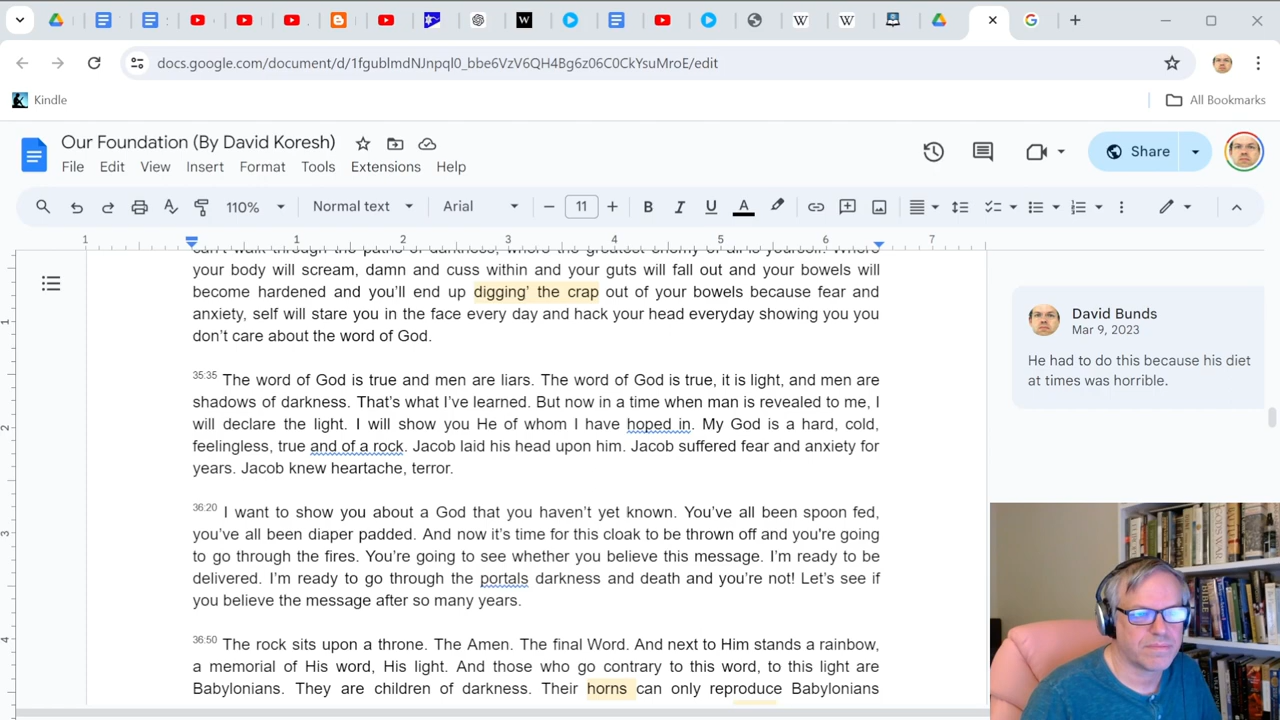 docs.google.com/document/d/1fgublmdNJnpql0_bbe6VzV6QH4Bg6z06C0CkYsuMroE/edit
Kindle
All Bookmarks
Our Foundation (By David Koresh)
File Edit View Insert Format Tools Extensions Help
Share
110% Normal text Arial 11
1 1 2 3 4 5 6 7
your body will scream, damn and cuss within and your guts will fall out and your bowels will
become hardened and you’ll end up digging’ the crap out of your bowels because fear and
anxiety, self will stare you in the face every day and hack your head everyday showing you you
don’t care about the word of God.
35:35 The word of God is true and men are liars. The word of God is true, it is light, and men are
shadows of darkness. That’s what I’ve learned. But now in a time when man is revealed to me, I
will declare the light. I will show you He of whom I have hoped in. My God is a hard, cold,
feelingless, true and of a rock. Jacob laid his head upon him. Jacob suffered fear and anxiety for
years. Jacob knew heartache, terror.
36:20 I want to show you about a God that you haven’t yet known. You’ve all been spoon fed,
you’ve all been diaper padded. And now it’s time for this cloak to be thrown off and you're going
to go through the fires. You’re going to see whether you believe this message. I’m ready to be
delivered. I’m ready to go through the portals darkness and death and you’re not! Let’s see if
you believe the message after so many years.
36:50 The rock sits upon a throne. The Amen. The final Word. And next to Him stands a rainbow,
a memorial of His word, His light. And those who go contrary to this word, to this light are
Babylonians. They are children of darkness. Their horns can only reproduce Babylonians
1
2
3
4
David Bunds
Mar 9, 2023
He had to do this because his diet
at times was horrible.